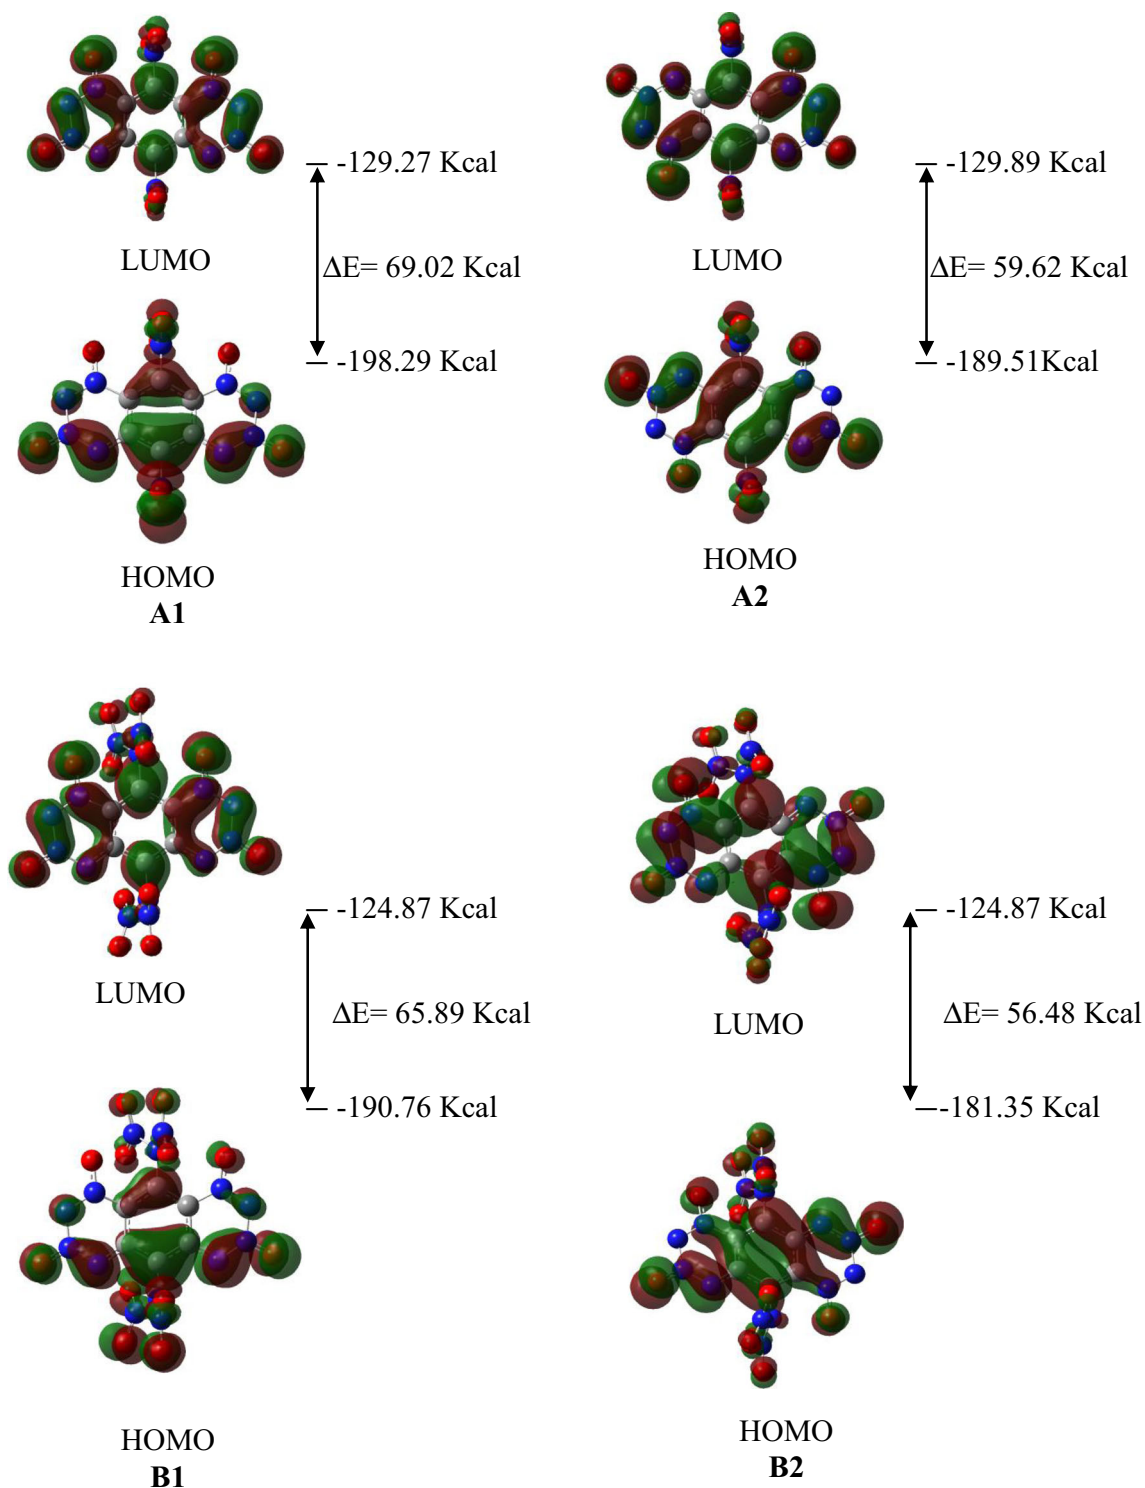 -129.27 Kcal
LUMO
ΔE= 69.02 Kcal
-198.29 Kcal
HOMO
A1
-129.89 Kcal
LUMO
ΔE= 59.62 Kcal
-189.51Kcal
HOMO
A2
-124.87 Kcal
LUMO
ΔE= 65.89 Kcal
-190.76 Kcal
HOMO
B1
-124.87 Kcal
LUMO
ΔE= 56.48 Kcal
-181.35 Kcal
HOMO
B2